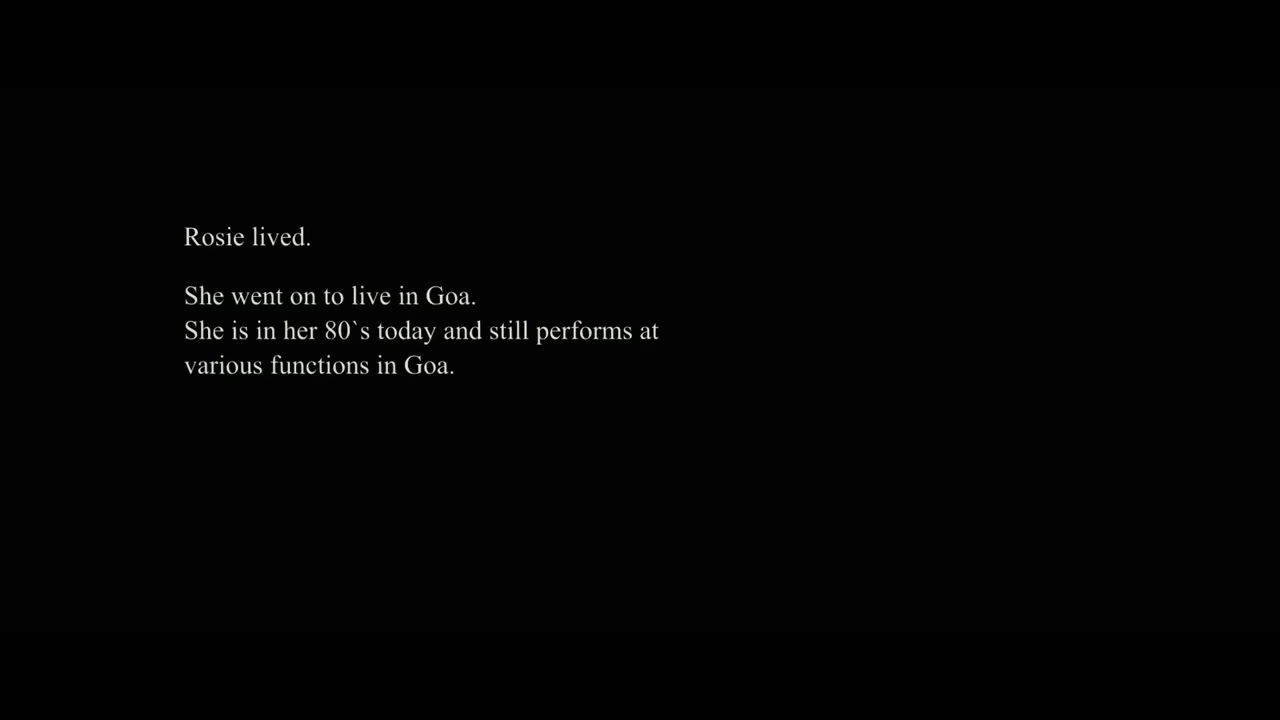 Rosie lived.
She went on to live in Goa.
She is in her 80`s today and still performs at
various functions in Goa.